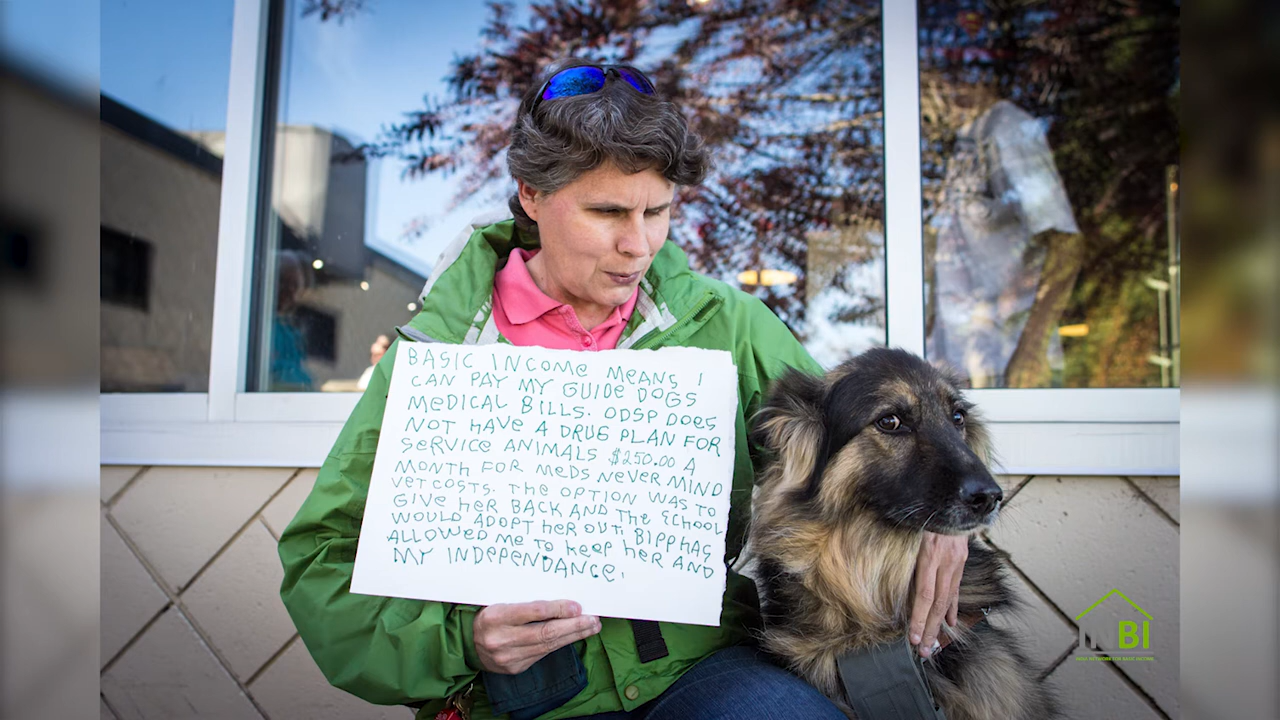 BASIC INCOME MEANS I
CAN PAY MY GUIDE DOGS
MEDICAL BILLS. ODSP DOES
NOT HAVE A DRUG PLAN FOR
SERVICE ANIMALS $250.00 A
MONTH FOR MEDS NEVER MIND
VET COSTS. THE OPTION WAS TO
GIVE HER BACK AND THE SCHOOL
WOULD ADOPT HER OUT. BIPP HAS
ALLOWED ME TO KEEP HER AND
MY INDEPENDANCE.
INBI